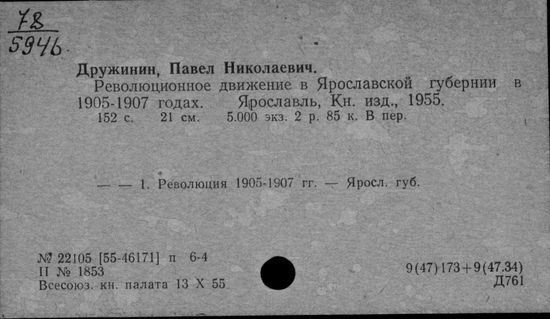 78
5946
Дружинин, Павел Николаевич.
Революционное движение в Ярославской губернии в
1905-1907 годах. Ярославль, Кн. изд., 1955.
152 с. 21 см. 5.000 экз. 2 р. 85 к. В пер.
— — 1. Революция 1905-1907 гг. — Яросл. губ.
№ 22105 [55-46171] п 6-4
П № 1853
Всесоюз. кн. палата 13 X 55
9(47)173+9(47.34)
Д761